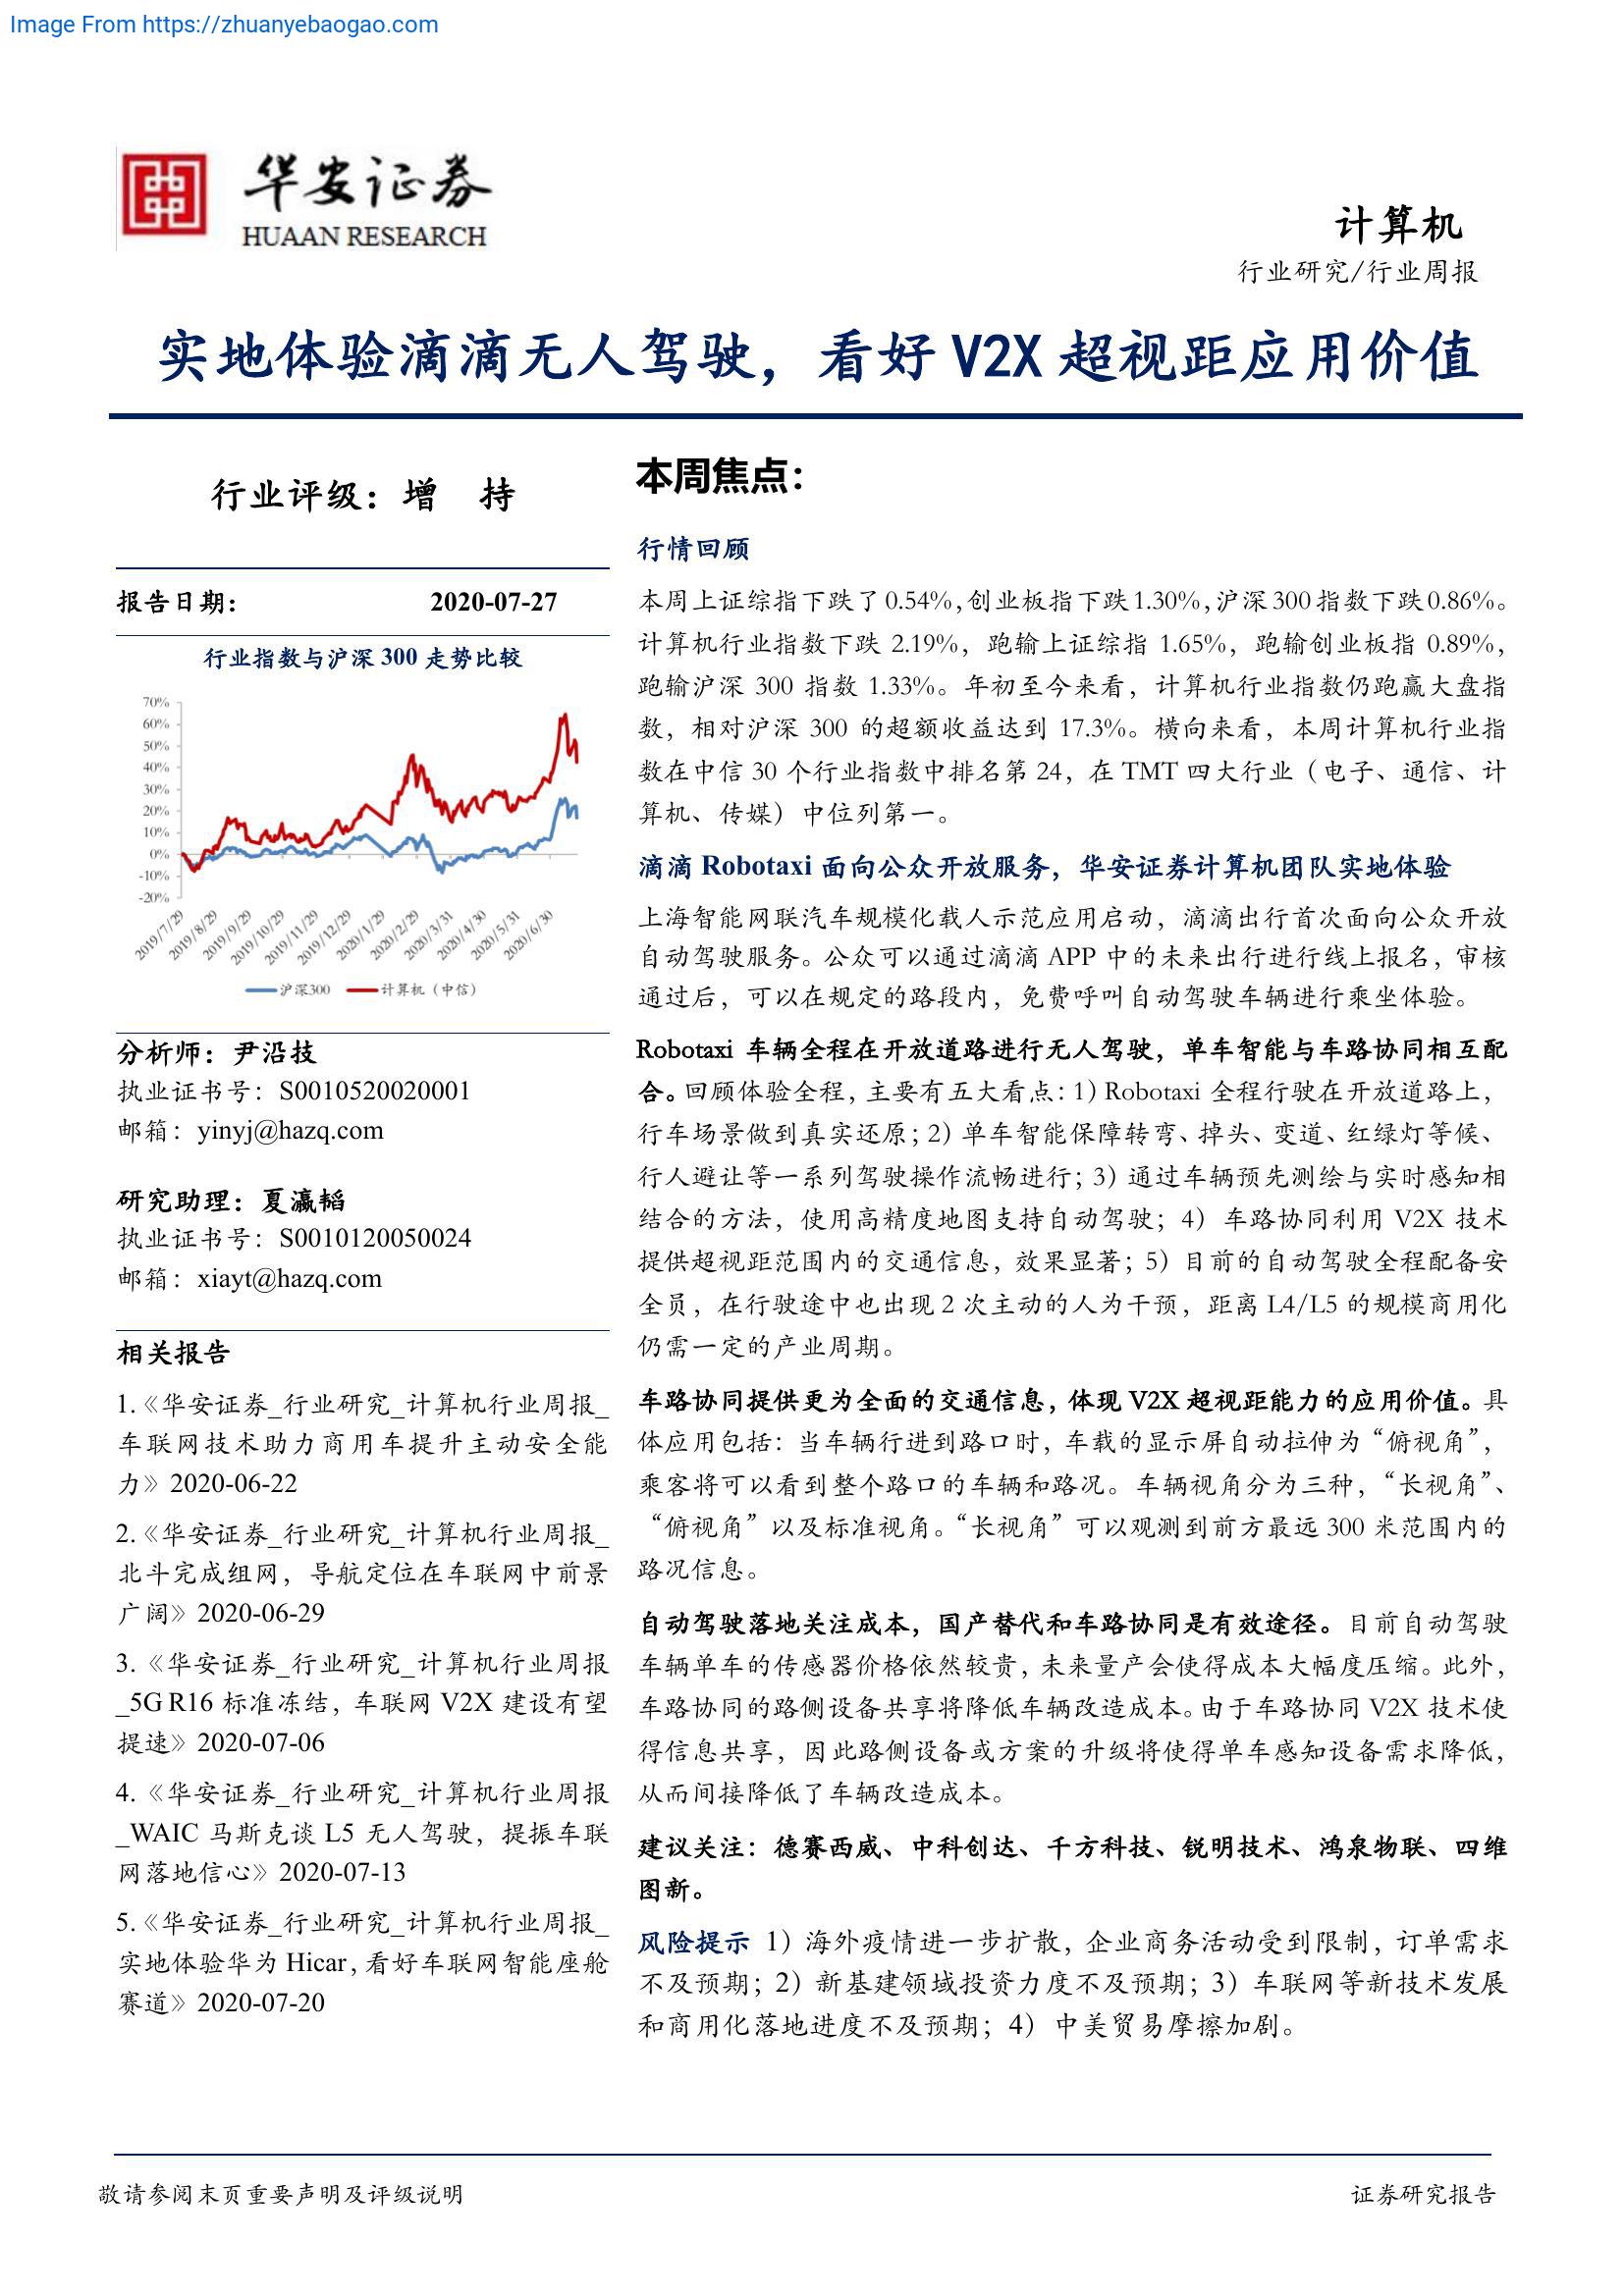 Image From https://zhuanyebaogao.com
华安证券
HUAAN RESEARCH
计算机
行业研究/行业周报
实地体验滴滴无人驾驶，看好 V2X 超视距应用价值
行业评级：增 持
报告日期： 2020-07-27
行业指数与沪深 300 走势比较
70%
60%
50%
40%
30%
20%
10%
0%
-10%
-20%
2019/7/29
2019/8/29
2019/9/29
2019/10/29
2019/11/29
2019/12/29
2020/1/29
2020/2/29
2020/3/31
2020/4/30
2020/5/31
2020/6/30
沪深300 计算机（中信）
分析师：尹沿技
执业证书号：S0010520020001
邮箱：yinyj@hazq.com
研究助理：夏瀛韬
执业证书号：S0010120050024
邮箱：xiayt@hazq.com
相关报告
1.《华安证券_行业研究_计算机行业周报_
车联网技术助力商用车提升主动安全能
力》2020-06-22
2.《华安证券_行业研究_计算机行业周报_
北斗完成组网，导航定位在车联网中前景
广阔》2020-06-29
3.《华安证券_行业研究_计算机行业周报
_5G R16 标准冻结，车联网 V2X 建设有望
提速》2020-07-06
4.《华安证券_行业研究_计算机行业周报
_WAIC 马斯克谈 L5 无人驾驶，提振车联
网落地信心》2020-07-13
5.《华安证券_行业研究_计算机行业周报_
实地体验华为 Hicar，看好车联网智能座舱
赛道》2020-07-20
本周焦点：
行情回顾
本周上证综指下跌了 0.54%，创业板指下跌 1.30%，沪深 300 指数下跌 0.86%。
计算机行业指数下跌 2.19%，跑输上证综指 1.65%，跑输创业板指 0.89%，
跑输沪深 300 指数 1.33%。年初至今来看，计算机行业指数仍跑赢大盘指
数，相对沪深 300 的超额收益达到 17.3%。横向来看，本周计算机行业指
数在中信 30 个行业指数中排名第 24，在 TMT 四大行业（电子、通信、计
算机、传媒）中位列第一。
滴滴 Robotaxi 面向公众开放服务，华安证券计算机团队实地体验
上海智能网联汽车规模化载人示范应用启动，滴滴出行首次面向公众开放
自动驾驶服务。公众可以通过滴滴 APP 中的未来出行进行线上报名，审核
通过后，可以在规定的路段内，免费呼叫自动驾驶车辆进行乘坐体验。
Robotaxi 车辆全程在开放道路进行无人驾驶，单车智能与车路协同相互配
合。回顾体验全程，主要有五大看点：1）Robotaxi 全程行驶在开放道路上，
行车场景做到真实还原；2）单车智能保障转弯、掉头、变道、红绿灯等候、
行人避让等一系列驾驶操作流畅进行；3）通过车辆预先测绘与实时感知相
结合的方法，使用高精度地图支持自动驾驶；4）车路协同利用 V2X 技术
提供超视距范围内的交通信息，效果显著；5）目前的自动驾驶全程配备安
全员，在行驶途中也出现 2 次主动的人为干预，距离 L4/L5 的规模商用化
仍需一定的产业周期。
车路协同提供更为全面的交通信息，体现 V2X 超视距能力的应用价值。具
体应用包括：当车辆行进到路口时，车载的显示屏自动拉伸为“俯视角”，
乘客将可以看到整个路口的车辆和路况。车辆视角分为三种，“长视角”、
“俯视角”以及标准视角。“长视角”可以观测到前方最远 300 米范围内的
路况信息。
自动驾驶落地关注成本，国产替代和车路协同是有效途径。目前自动驾驶
车辆单车的传感器价格依然较贵，未来量产会使得成本大幅度压缩。此外，
车路协同的路侧设备共享将降低车辆改造成本。由于车路协同 V2X 技术使
得信息共享，因此路侧设备或方案的升级将使得单车感知设备需求降低，
从而间接降低了车辆改造成本。
建议关注：德赛西威、中科创达、千方科技、锐明技术、鸿泉物联、四维
图新。
风险提示 1）海外疫情进一步扩散，企业商务活动受到限制，订单需求
不及预期；2）新基建领域投资力度不及预期；3）车联网等新技术发展
和商用化落地进度不及预期；4）中美贸易摩擦加剧。
敬请参阅末页重要声明及评级说明 证券研究报告